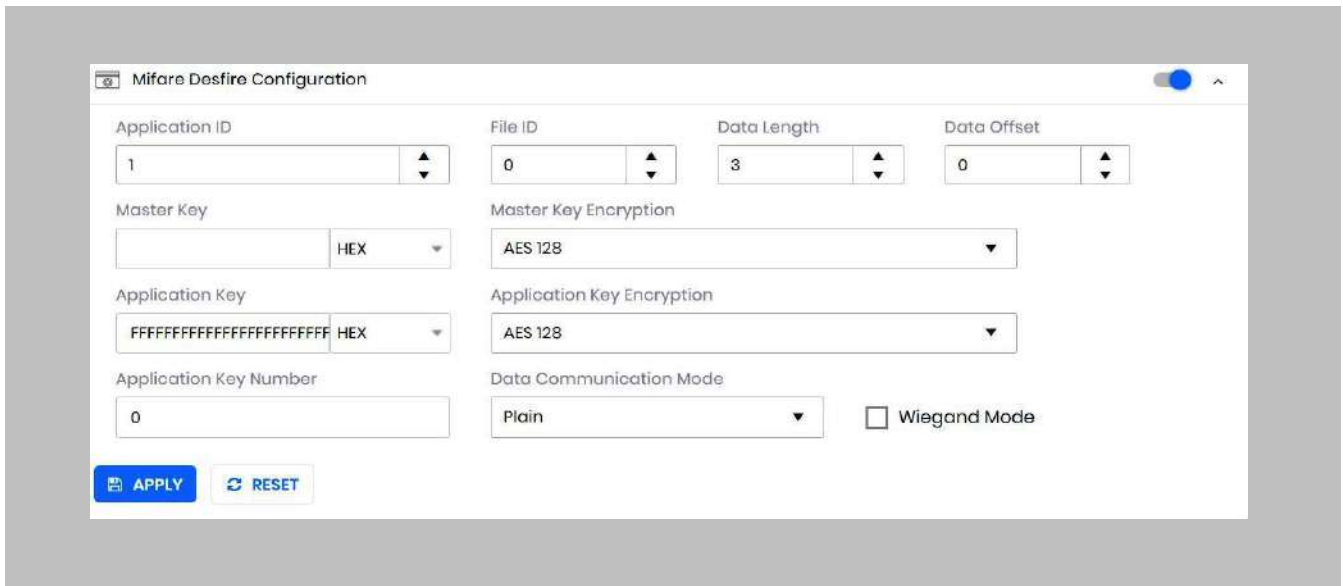 Mifare Desfire Configuration
Application ID File ID Data Length Data Offset
1 0 3 0
Master Key Master Key Encryption
HEX AES 128
Application Key Application Key Encryption
FFFFFFFFFFFFFFFFFFFFFFFF HEX AES 128
Application Key Number Data Communication Mode
0 Plain Wiegand Mode
APPLY RESET